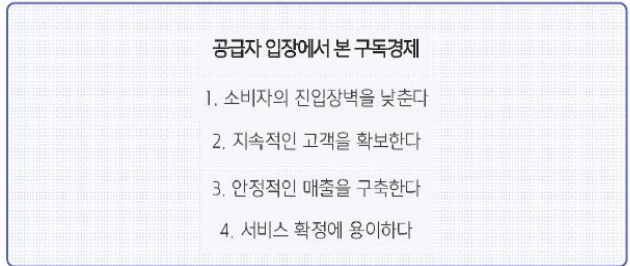 공급자 입장에서 본 구독경제
1. 소비자의 진입장벽을 낮춘다
2. 지속적인 고객을 확보한다
3. 안정적인 매출을 구축한다
4. 서비스 확정에 용이하다